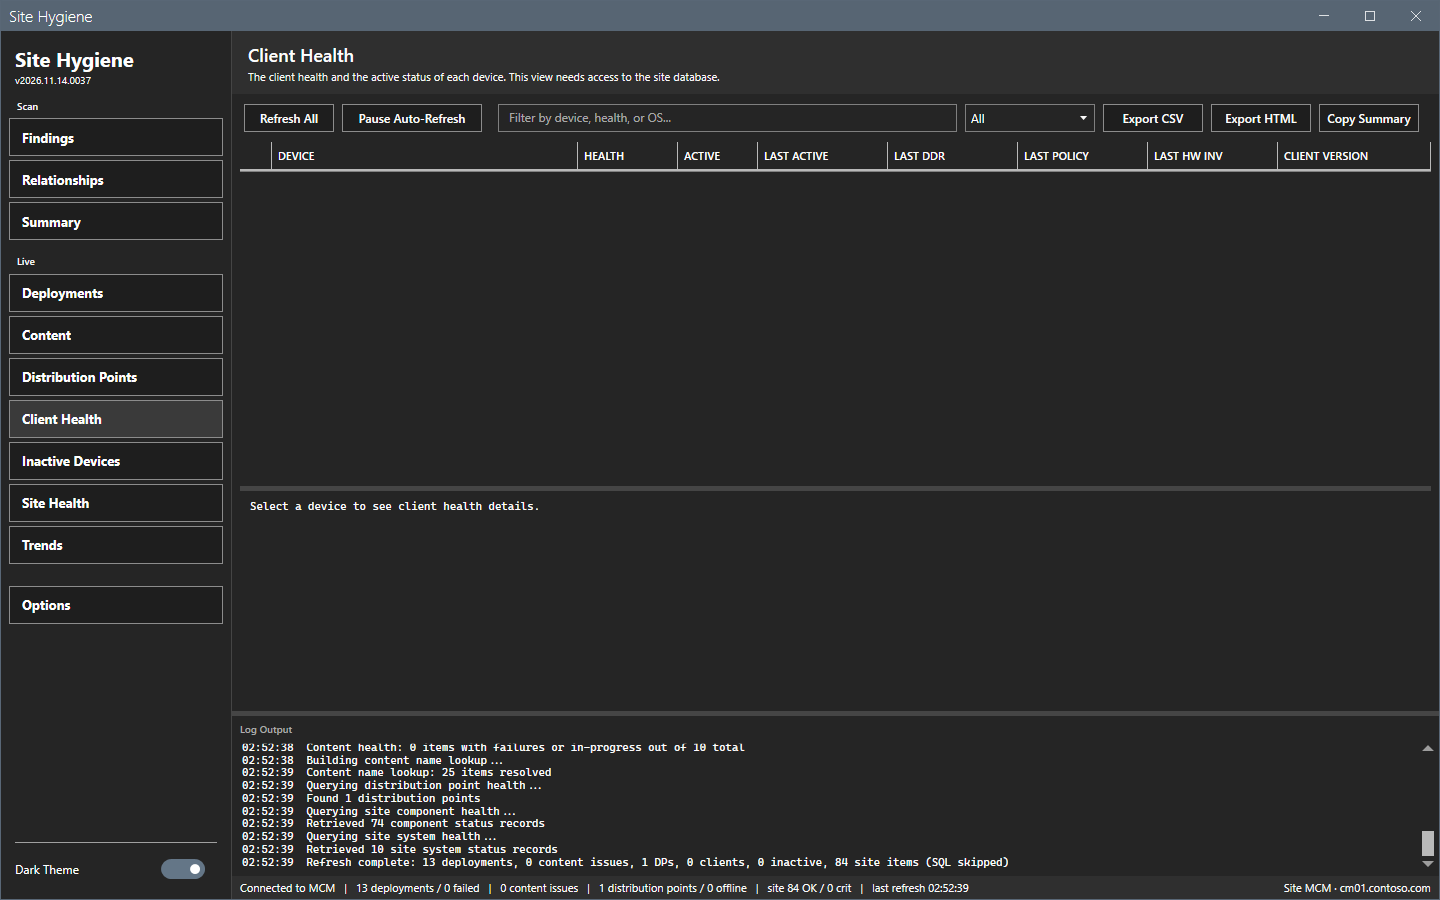 Site Hygiene
Site Hygiene
v2026.11.14.0037
Scan
Findings
Relationships
Summary
Live
Deployments
Content
Distribution Points
Client Health
Inactive Devices
Site Health
Trends
Options
Dark Theme
Client Health
The client health and the active status of each device. This view needs access to the site database.
Refresh All
Pause Auto-Refresh
Filter by device, health, or OS...
All
Export CSV
Export HTML
Copy Summary
DEVICE HEALTH ACTIVE LAST ACTIVE LAST DDR LAST POLICY LAST HW INV CLIENT VERSION
Select a device to see client health details.
Log Output
02:52:38 Content health: 0 items with failures or in-progress out of 10 total
02:52:38 Building content name lookup...
02:52:39 Content name lookup: 25 items resolved
02:52:39 Querying distribution point health...
02:52:39 Found 1 distribution points
02:52:39 Querying site component health...
02:52:39 Retrieved 74 component status records
02:52:39 Querying site system health...
02:52:39 Retrieved 10 site system status records
02:52:39 Refresh complete: 13 deployments, 0 content issues, 1 DPs, 0 clients, 0 inactive, 84 site items (SQL skipped)
Connected to MCM | 13 deployments / 0 failed | 0 content issues | 1 distribution points / 0 offline | site 84 OK / 0 crit | last refresh 02:52:39
Site MCM · cm01.contoso.com